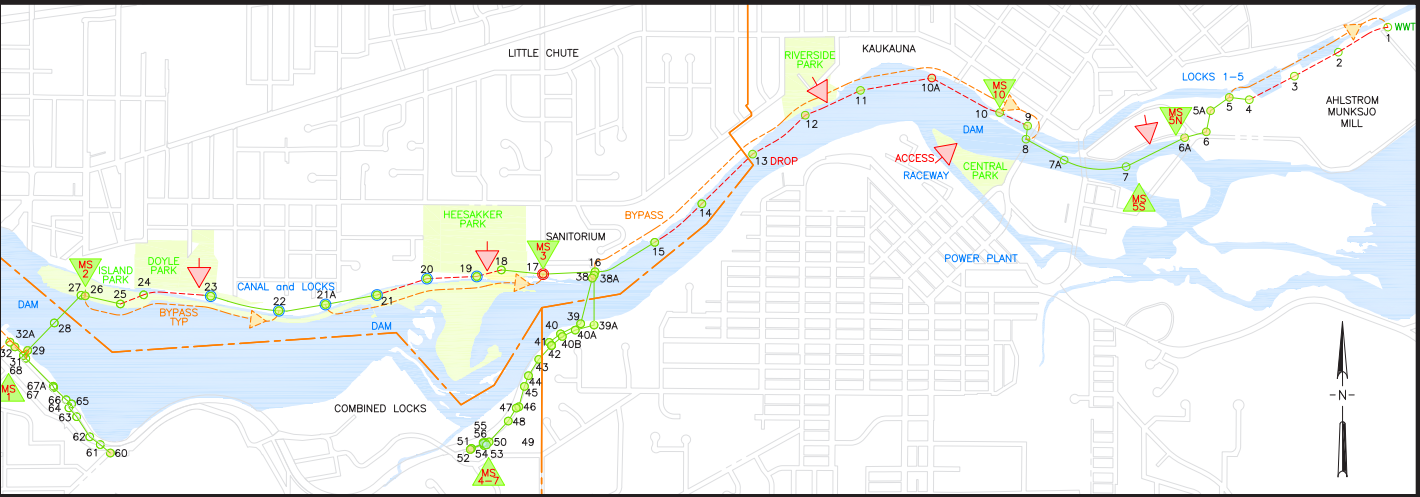 WWT
1
2
3
LOCKS 1-5
AHLSTROM
MUNKSJO
MILL
4
5
5A
6
6A
MS
5N
7
MS
5S
7A
8
9
10
MS
10
DAM
10A
KAUKAUNA
RIVERSIDE
PARK
11
12
13 DROP
ACCESS
RACEWAY
CENTRAL
PARK
POWER PLANT
LITTLE CHUTE
14
BYPASS
15
16
38
38A
SANITORIUM
MS
3
17
18
19
HEESAKKER
PARK
20
21
21A
CANAL and LOCKS
22
23
DOYLE
PARK
24
25
ISLAND
PARK
MS
2
26
27
BYPASS
TYP
DAM
DAM
28
29
32A
32
31
68
MS
1
67A
67
66
65
64
63
62
61
60
39
39A
40
40A
40B
41
42
43
44
45
46
47
48
49
50
51
52
53
54
55
56
MS
4-7
COMBINED LOCKS
-N-